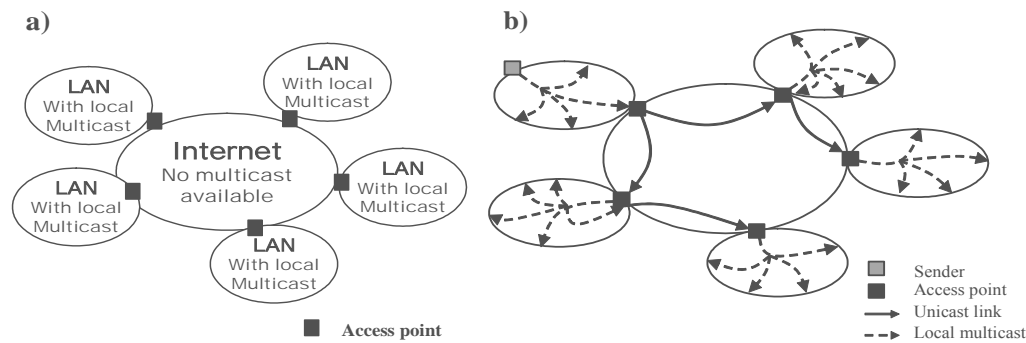 a)
LAN
With local
Multicast
LAN
With local
Multicast
Internet
No multicast
available
LAN
With local
Multicast
LAN
With local
Multicast
LAN
With local
Multicast
Access point
b)
Sender
Access point
Unicast link
Local multicast